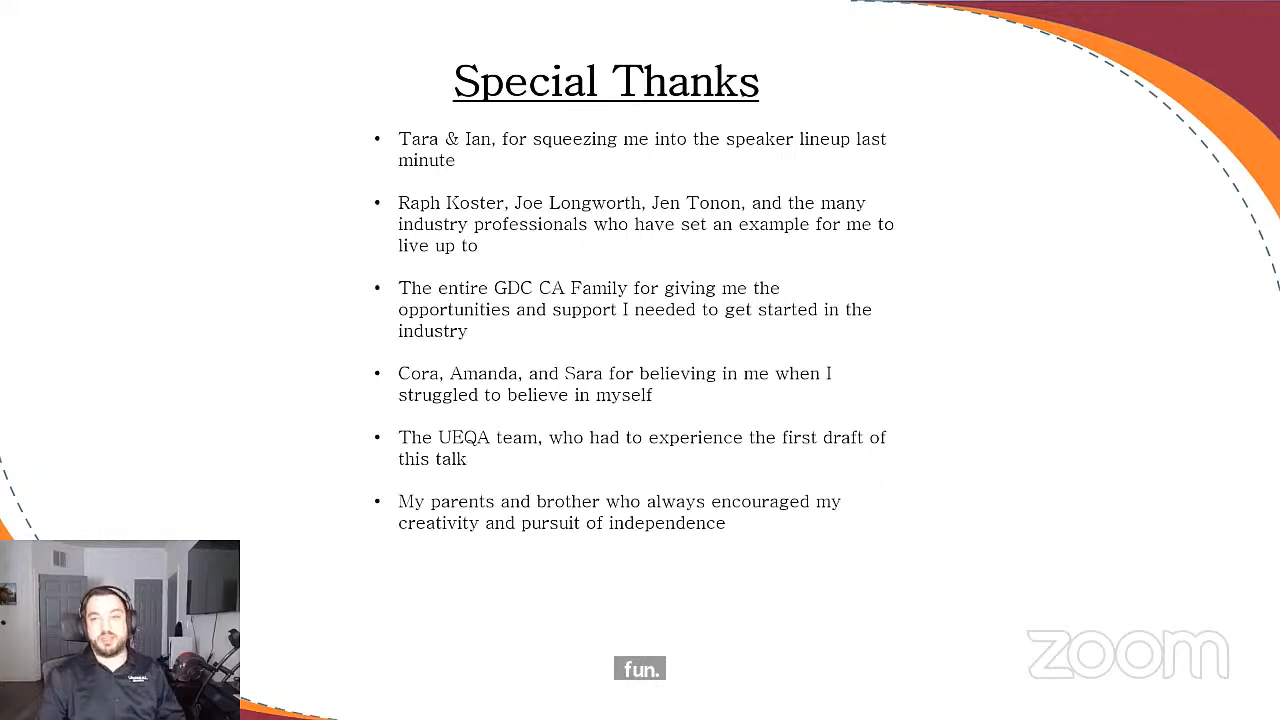 Special Thanks
• Tara & Ian, for squeezing me into the speaker lineup last
minute
• Raph Koster, Joe Longworth, Jen Tonon, and the many
industry professionals who have set an example for me to
live up to
• The entire GDC CA Family for giving me the
opportunities and support I needed to get started in the
industry
• Cora, Amanda, and Sara for believing in me when I
struggled to believe in myself
• The UEQA team, who had to experience the first draft of
this talk
• My parents and brother who always encouraged my
creativity and pursuit of independence
zoom
fun.